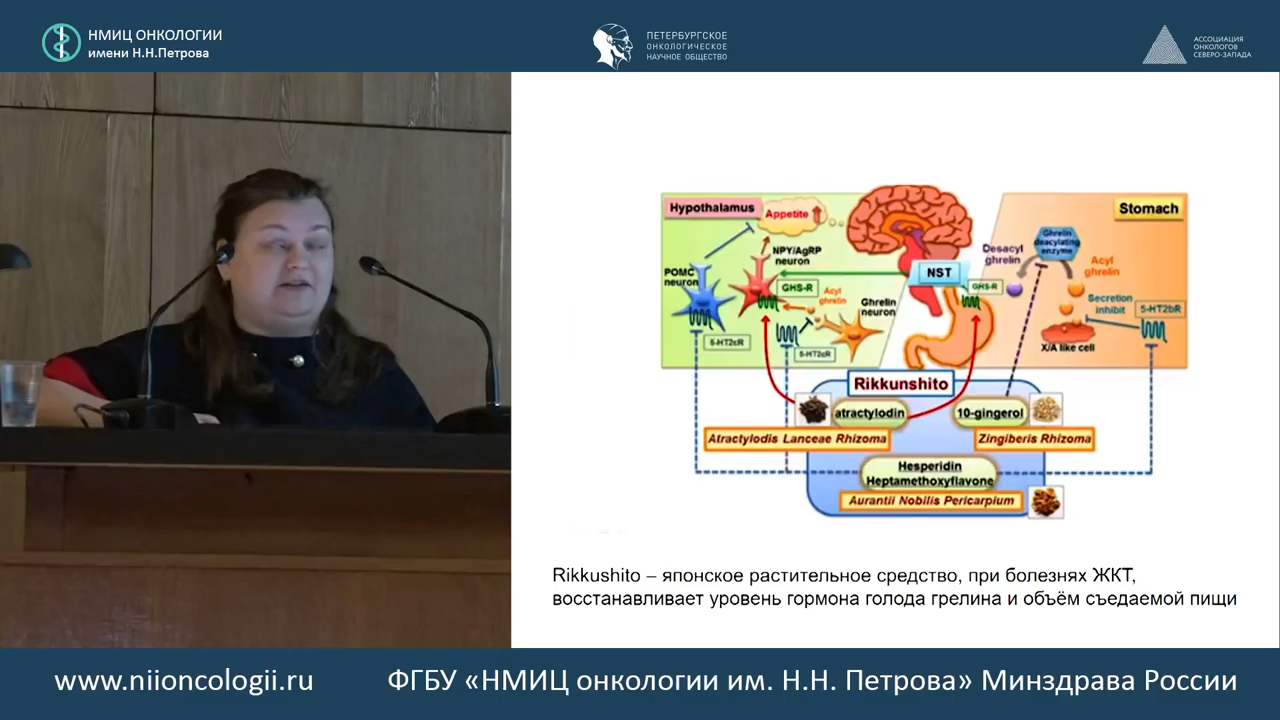 НМИЦ ОНКОЛОГИИ
имени Н.Н.Петрова
ПЕТЕРБУРГСКОЕ
ОНКОЛОГИЧЕСКОЕ
НАУЧНОЕ ОБЩЕСТВО
АССОЦИАЦИЯ
ОНКОЛОГОВ
СЕВЕРО-ЗАПАДА
Hypothalamus
Appetite
NPY/AgRP
neuron
POMC
neuron
GHS-R
Acyl
ghrelin
Ghrelin
neuron
5-HT2cR
5-HT2cR
NST
GHS-R
Stomach
Desacyl
ghrelin
Ghrelin
deacylating
enzyme
Acyl
ghrelin
Secretion
inhibit
5-HT2bR
X/A like cell
Rikkunshito
atractylodin
10-gingerol
Atractylodis Lanceae Rhizoma
Zingiberis Rhizoma
Hesperidin
Heptamethoxyflavone
Aurantii Nobilis Pericarpium
Rikkushito – японское растительное средство, при болезнях ЖКТ,
восстанавливает уровень гормона голода грелина и объём съедаемой пищи
www.niioncologii.ru
ФГБУ «НМИЦ онкологии им. Н.Н. Петрова» Минздрава России